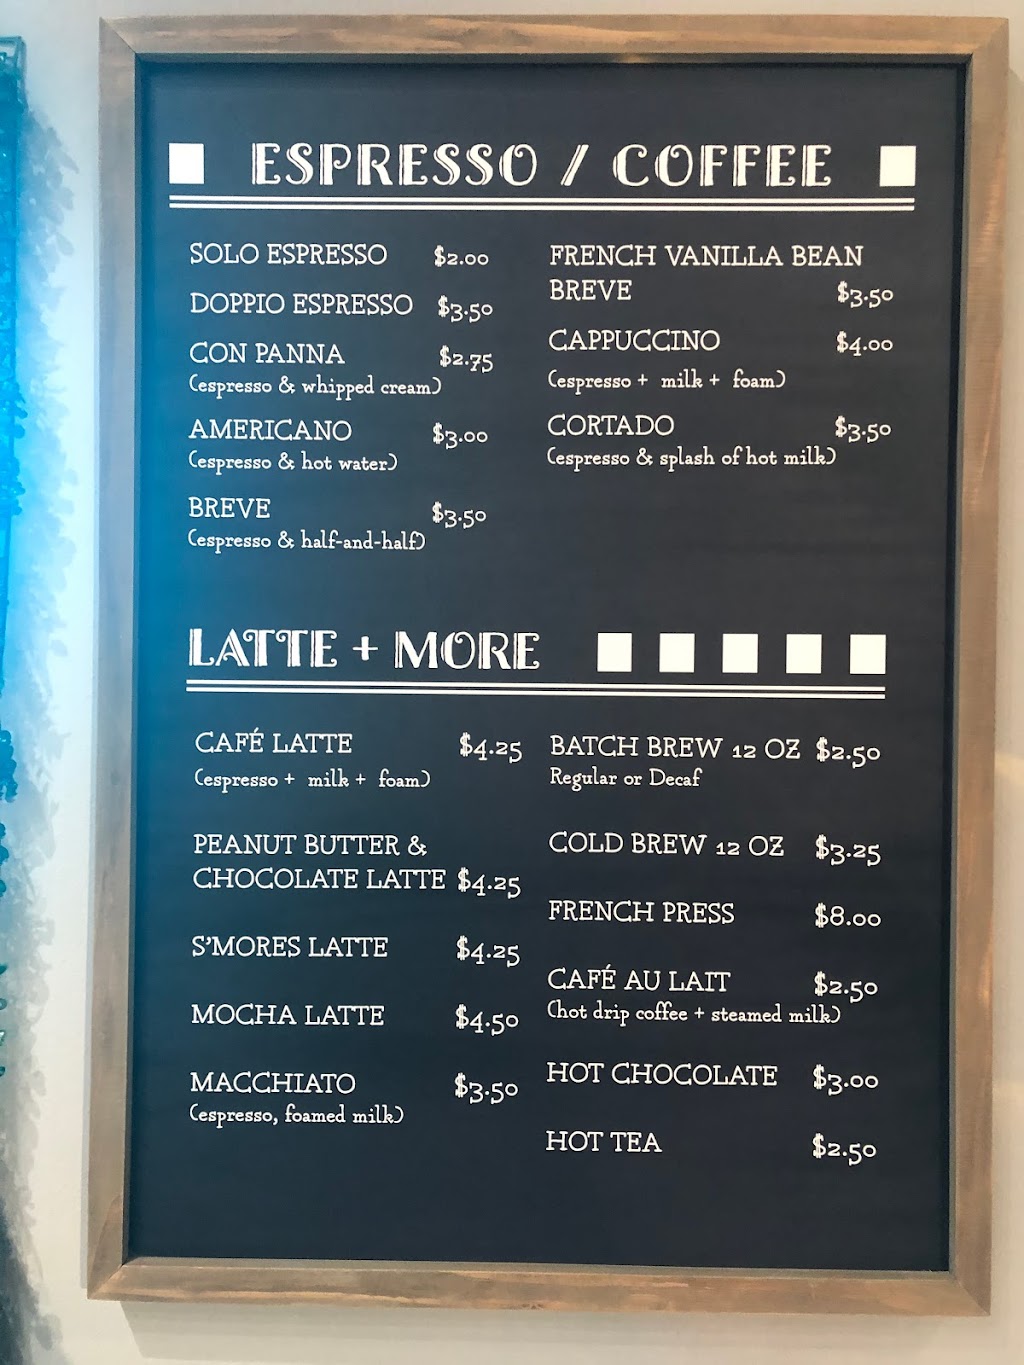 ESPRESSO / COFFEE
SOLO ESPRESSO $2.00
DOPPIO ESPRESSO $3.50
CON PANNA $2.75
(espresso & whipped cream)
AMERICANO $3.00
(espresso & hot water)
BREVE $3.50
(espresso & half-and-half)
FRENCH VANILLA BEAN
BREVE $3.50
CAPPUCCINO $4.00
(espresso + milk + foam)
CORTADO $3.50
(espresso & splash of hot milk)
LATTE + MORE
CAFÉ LATTE $4.25
(espresso + milk + foam)
PEANUT BUTTER &
CHOCOLATE LATTE $4.25
S'MORES LATTE $4.25
MOCHA LATTE $4.50
MACCHIATO $3.50
(espresso, foamed milk)
BATCH BREW 12 OZ $2.50
Regular or Decaf
COLD BREW 12 OZ $3.25
FRENCH PRESS $8.00
CAFÉ AU LAIT $2.50
(hot drip coffee + steamed milk)
HOT CHOCOLATE $3.00
HOT TEA $2.50